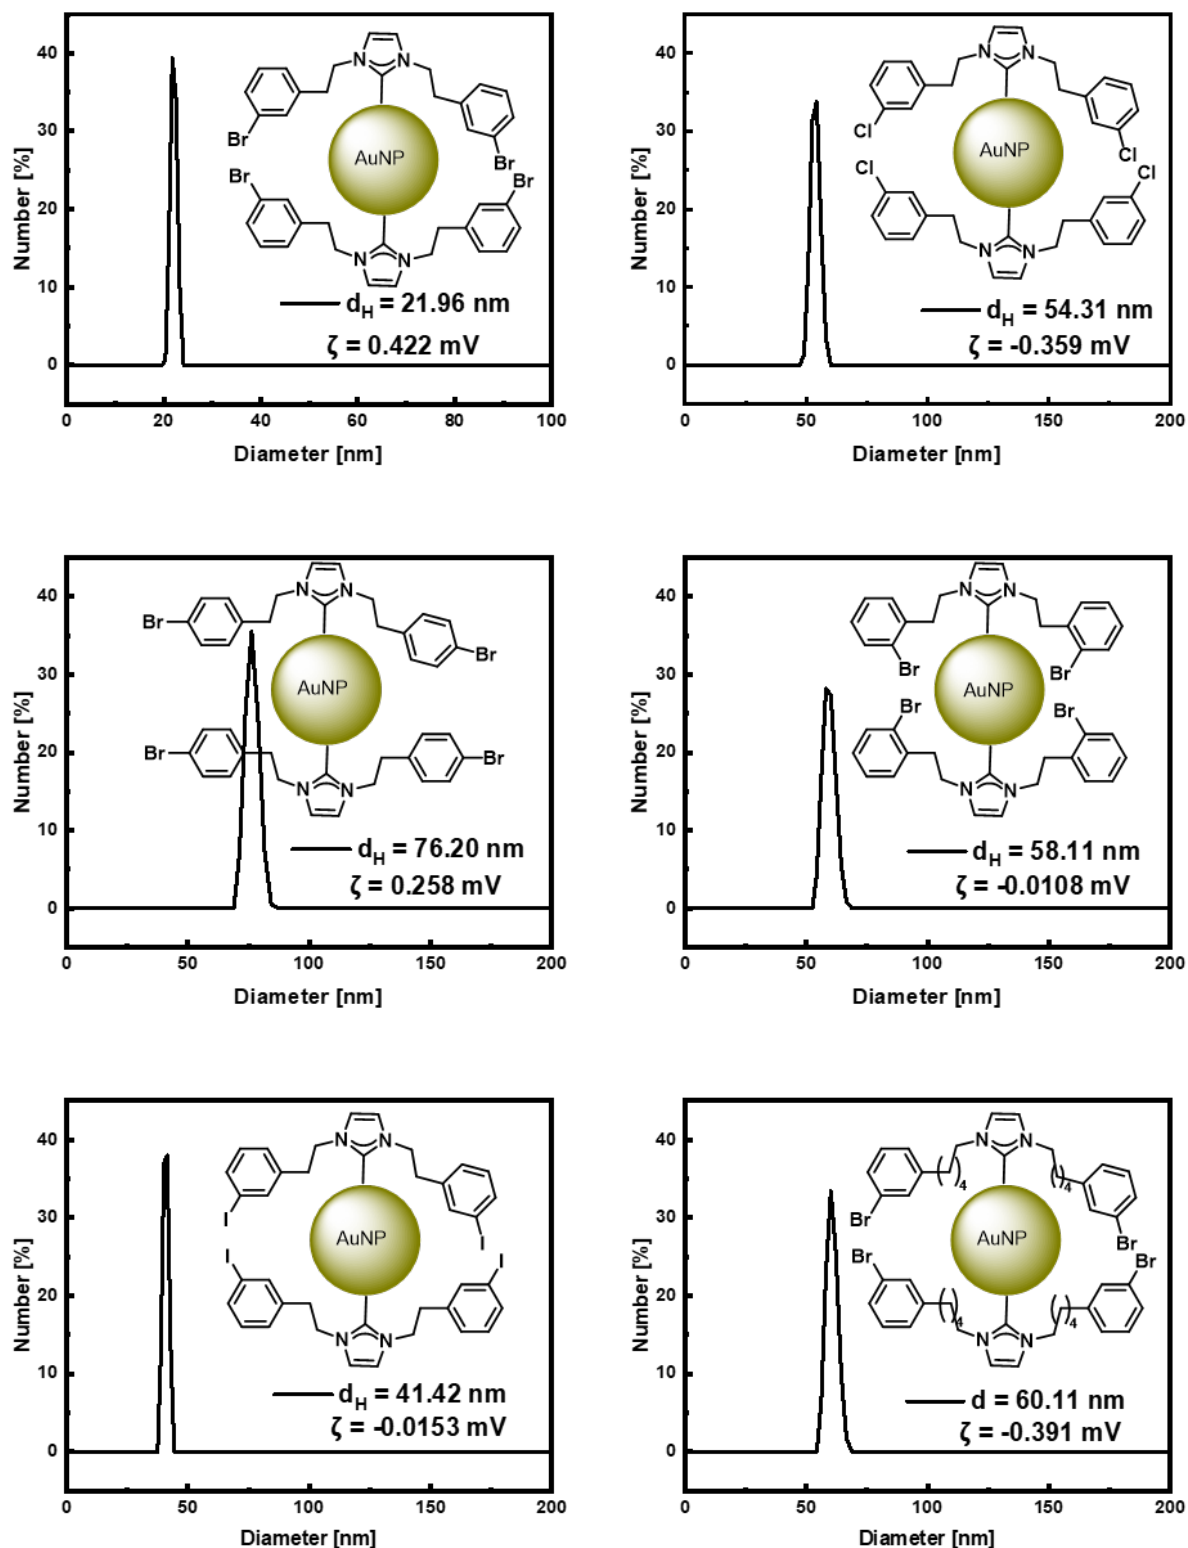 40
30
20
10
0
Number [%]
Br
Br
Br
Br
N
N
AuNP
N
N
d_H = 21.96 nm
ζ = 0.422 mV
0 20 40 60 80 100
Diameter [nm]
40
30
20
10
0
Number [%]
Cl
Cl
Cl
Cl
N
N
AuNP
N
N
d_H = 54.31 nm
ζ = -0.359 mV
0 50 100 150 200
Diameter [nm]
40
30
20
10
0
Number [%]
N
N
Br
Br
AuNP
Br
Br
N
N
d_H = 76.20 nm
ζ = 0.258 mV
0 50 100 150 200
Diameter [nm]
40
30
20
10
0
Number [%]
N
N
Br
Br
AuNP
Br
Br
N
N
d_H = 58.11 nm
ζ = -0.0108 mV
0 50 100 150 200
Diameter [nm]
40
30
20
10
0
Number [%]
N
N
I
I
AuNP
I
I
N
N
d_H = 41.42 nm
ζ = -0.0153 mV
0 50 100 150 200
Diameter [nm]
40
30
20
10
0
Number [%]
N
N
( )4
( )4
Br
Br
AuNP
Br
Br
( )4
( )4
N
N
d = 60.11 nm
ζ = -0.391 mV
0 50 100 150 200
Diameter [nm]